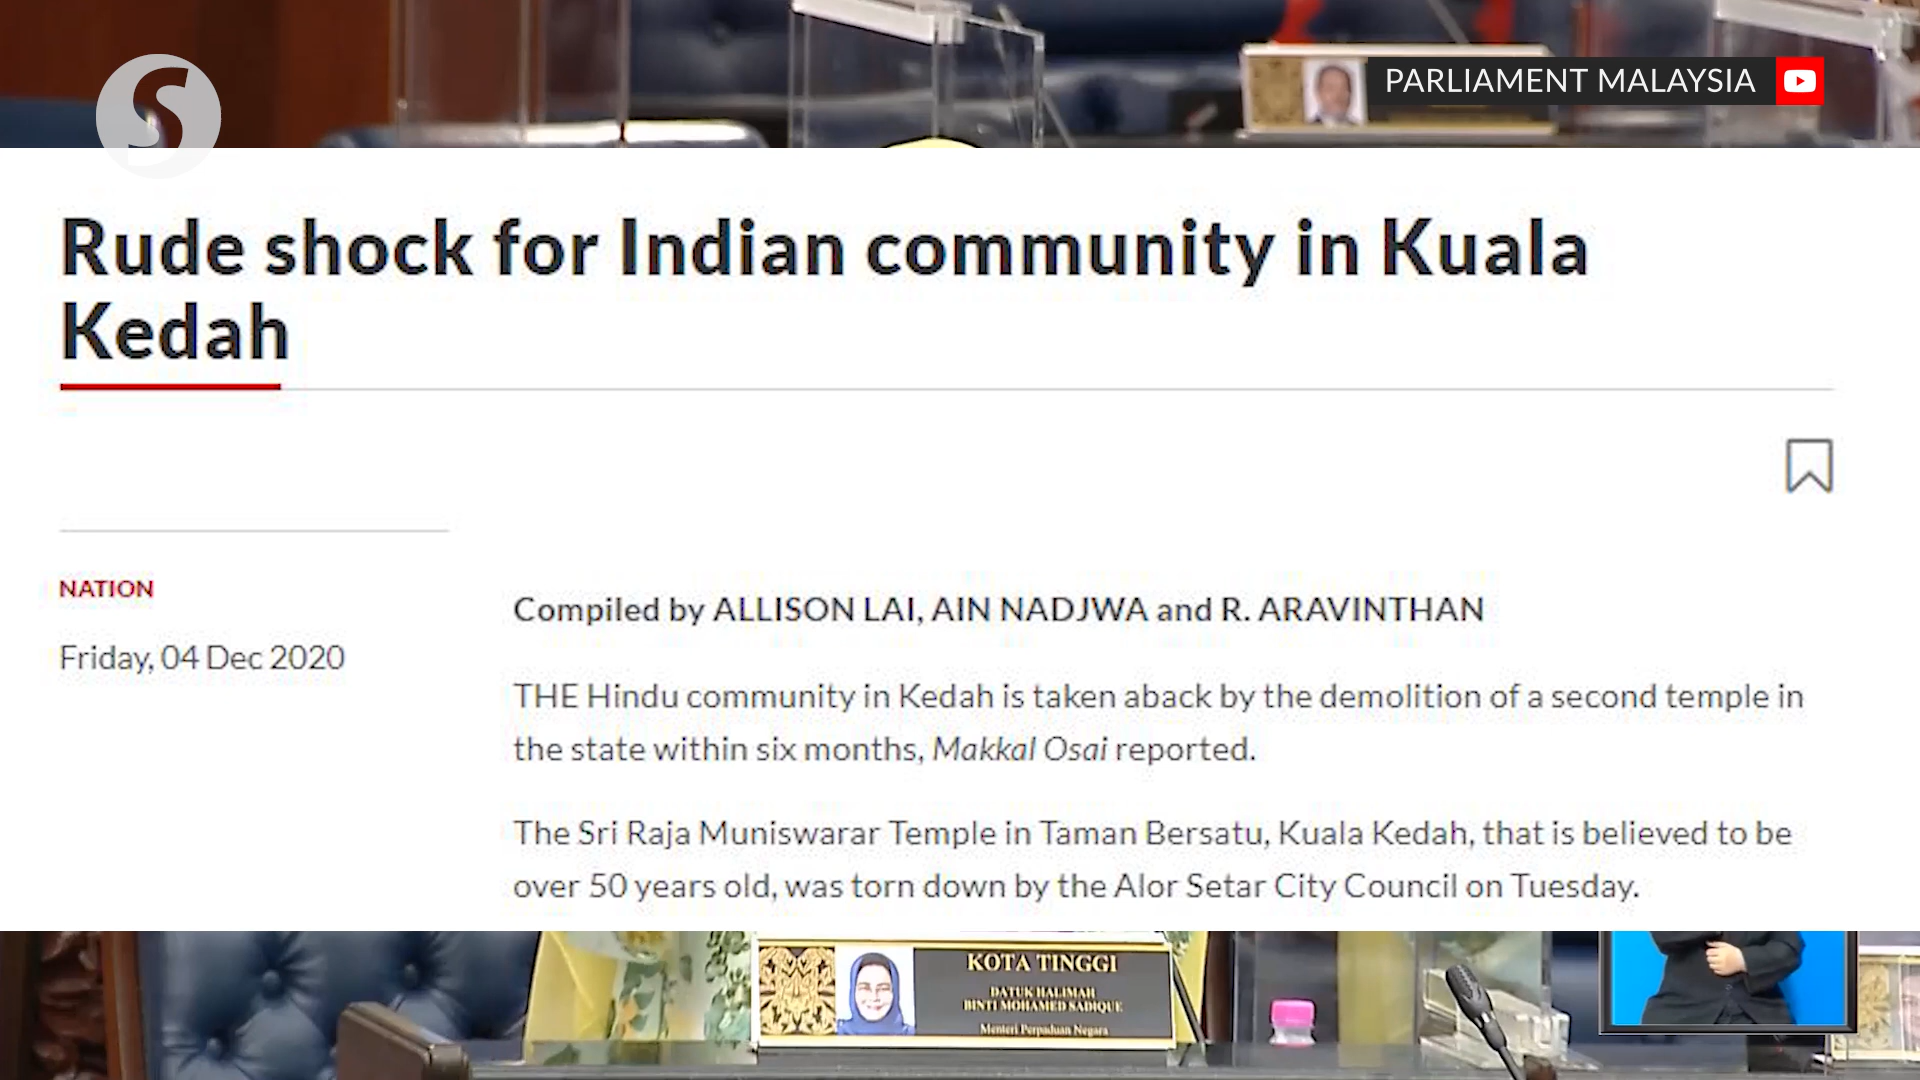 PARLIAMENT MALAYSIA
Rude shock for Indian community in Kuala
Kedah
NATION
Friday, 04 Dec 2020
Compiled by ALLISON LAI, AIN NADJWA and R. ARAVINTHAN
THE Hindu community in Kedah is taken aback by the demolition of a second temple in
the state within six months, Makkal Osai reported.
The Sri Raja Muniswarar Temple in Taman Bersatu, Kuala Kedah, that is believed to be
over 50 years old, was torn down by the Alor Setar City Council on Tuesday.
KOTA TINGGI
DATUK HALIMAH
BINTI MOHAMED SADIQUE
Menteri Perpaduan Negara